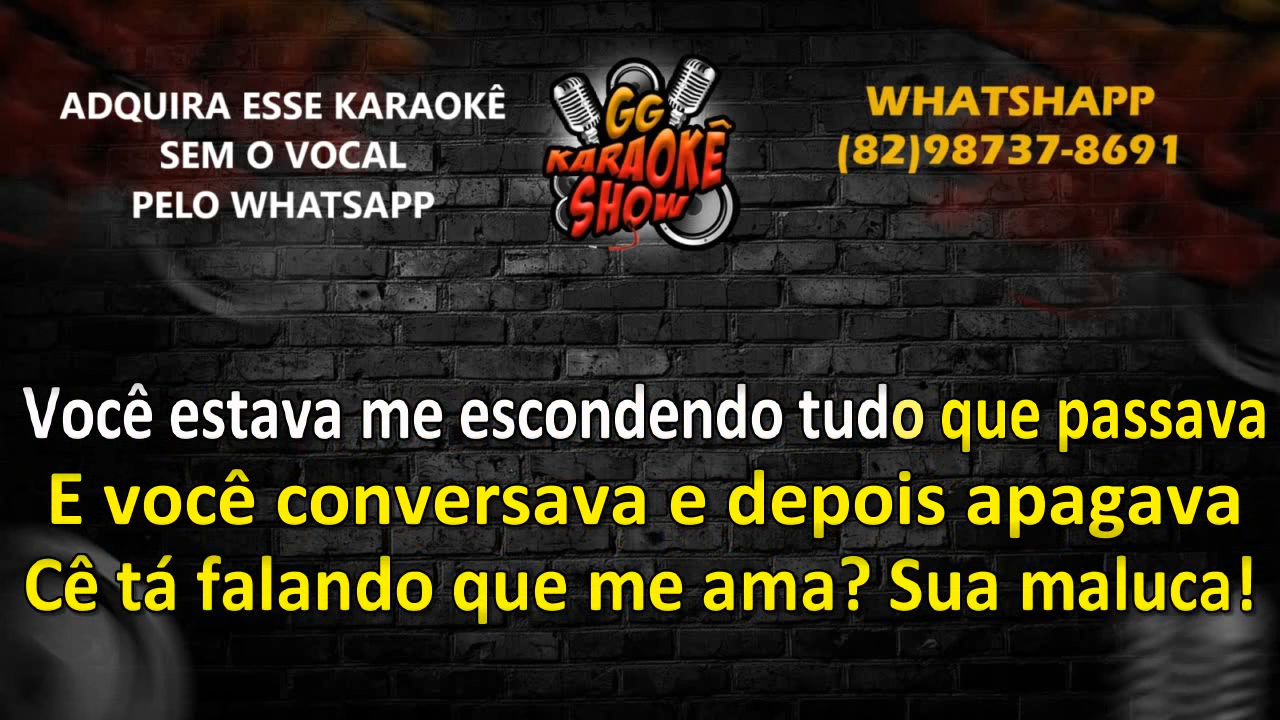 ADQUIRA ESSE KARAOKÊ
SEM O VOCAL
PELO WHATSAPP
GG
KARAOKÊ
SHOW
WHATSHAPP
(82)98737-8691
Você estava me escondendo tudo que passava
E você conversava e depois apagava
Cê tá falando que me ama? Sua maluca!